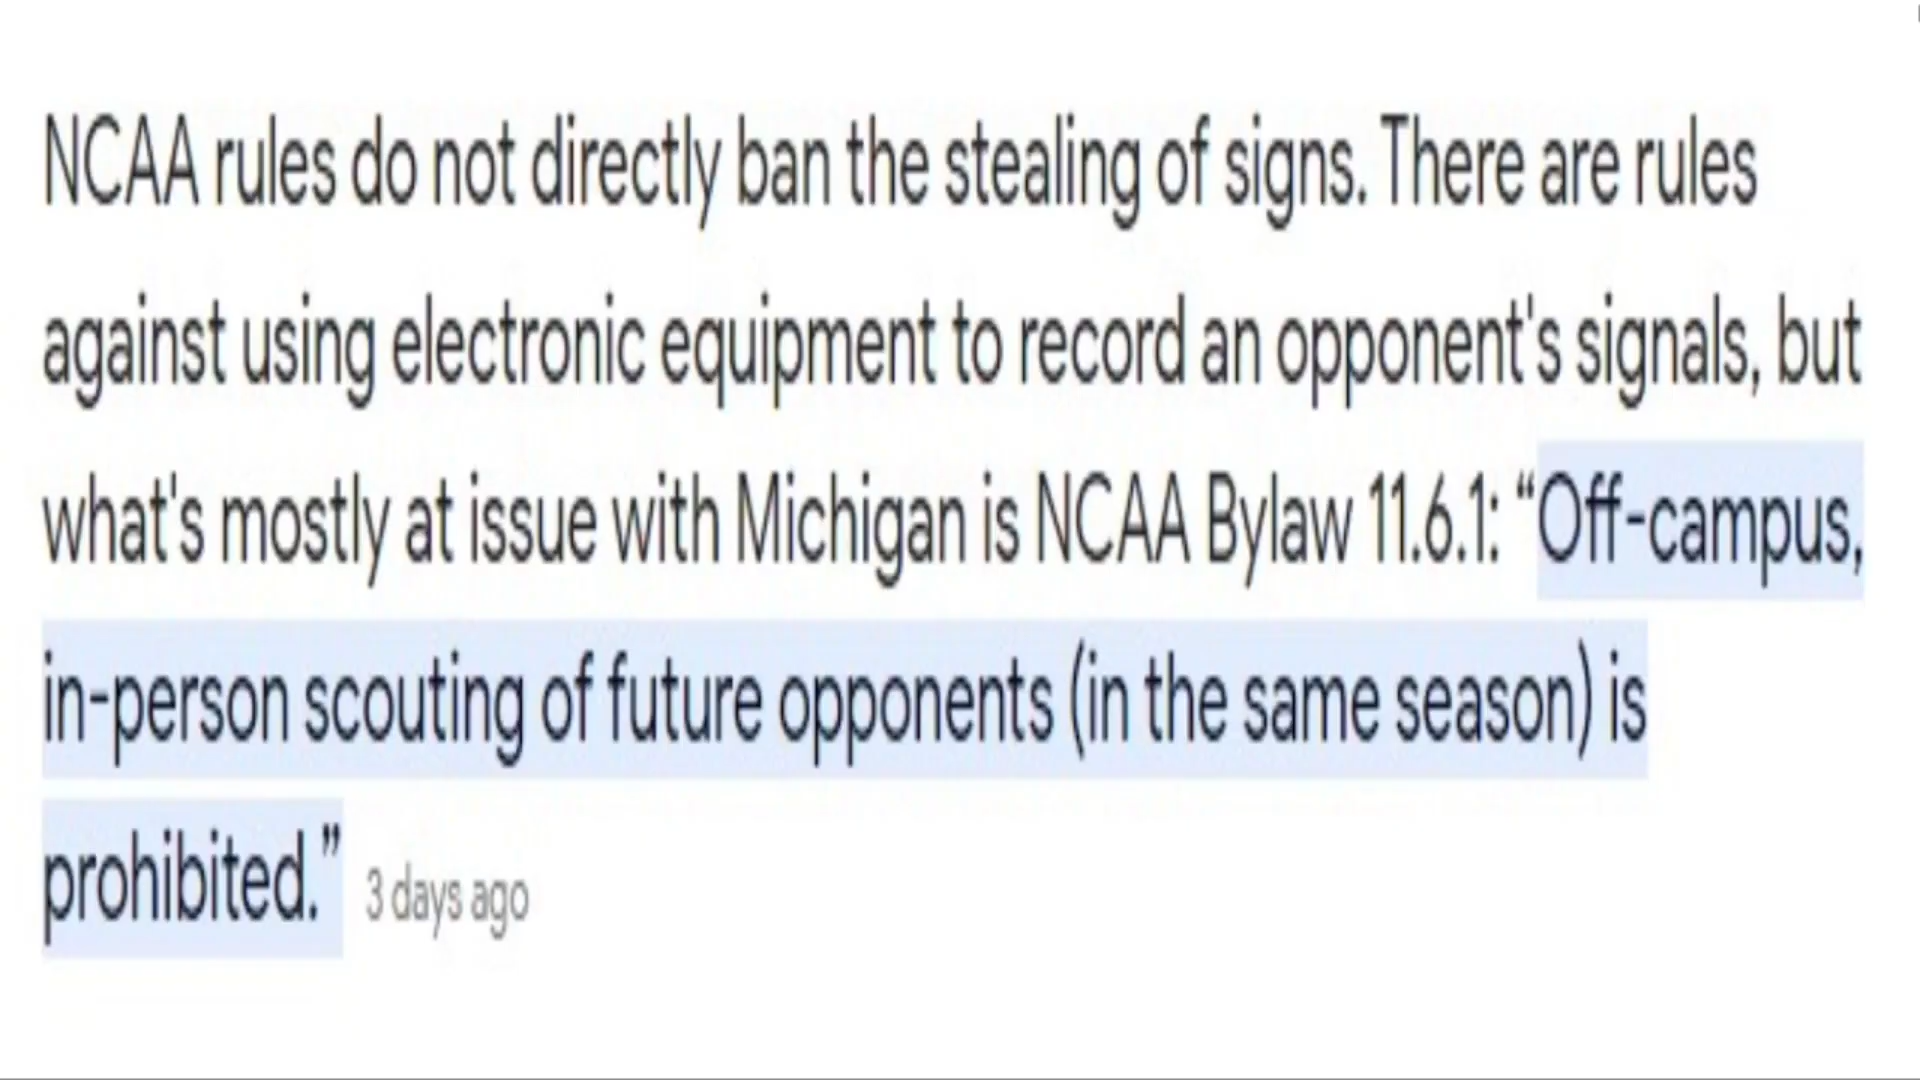 NCAA rules do not directly ban the stealing of signs. There are rules
against using electronic equipment to record an opponent's signals, but
what's mostly at issue with Michigan is NCAA Bylaw 11.6.1: “Off-campus,
in-person scouting of future opponents (in the same season) is
prohibited.” 3 days ago